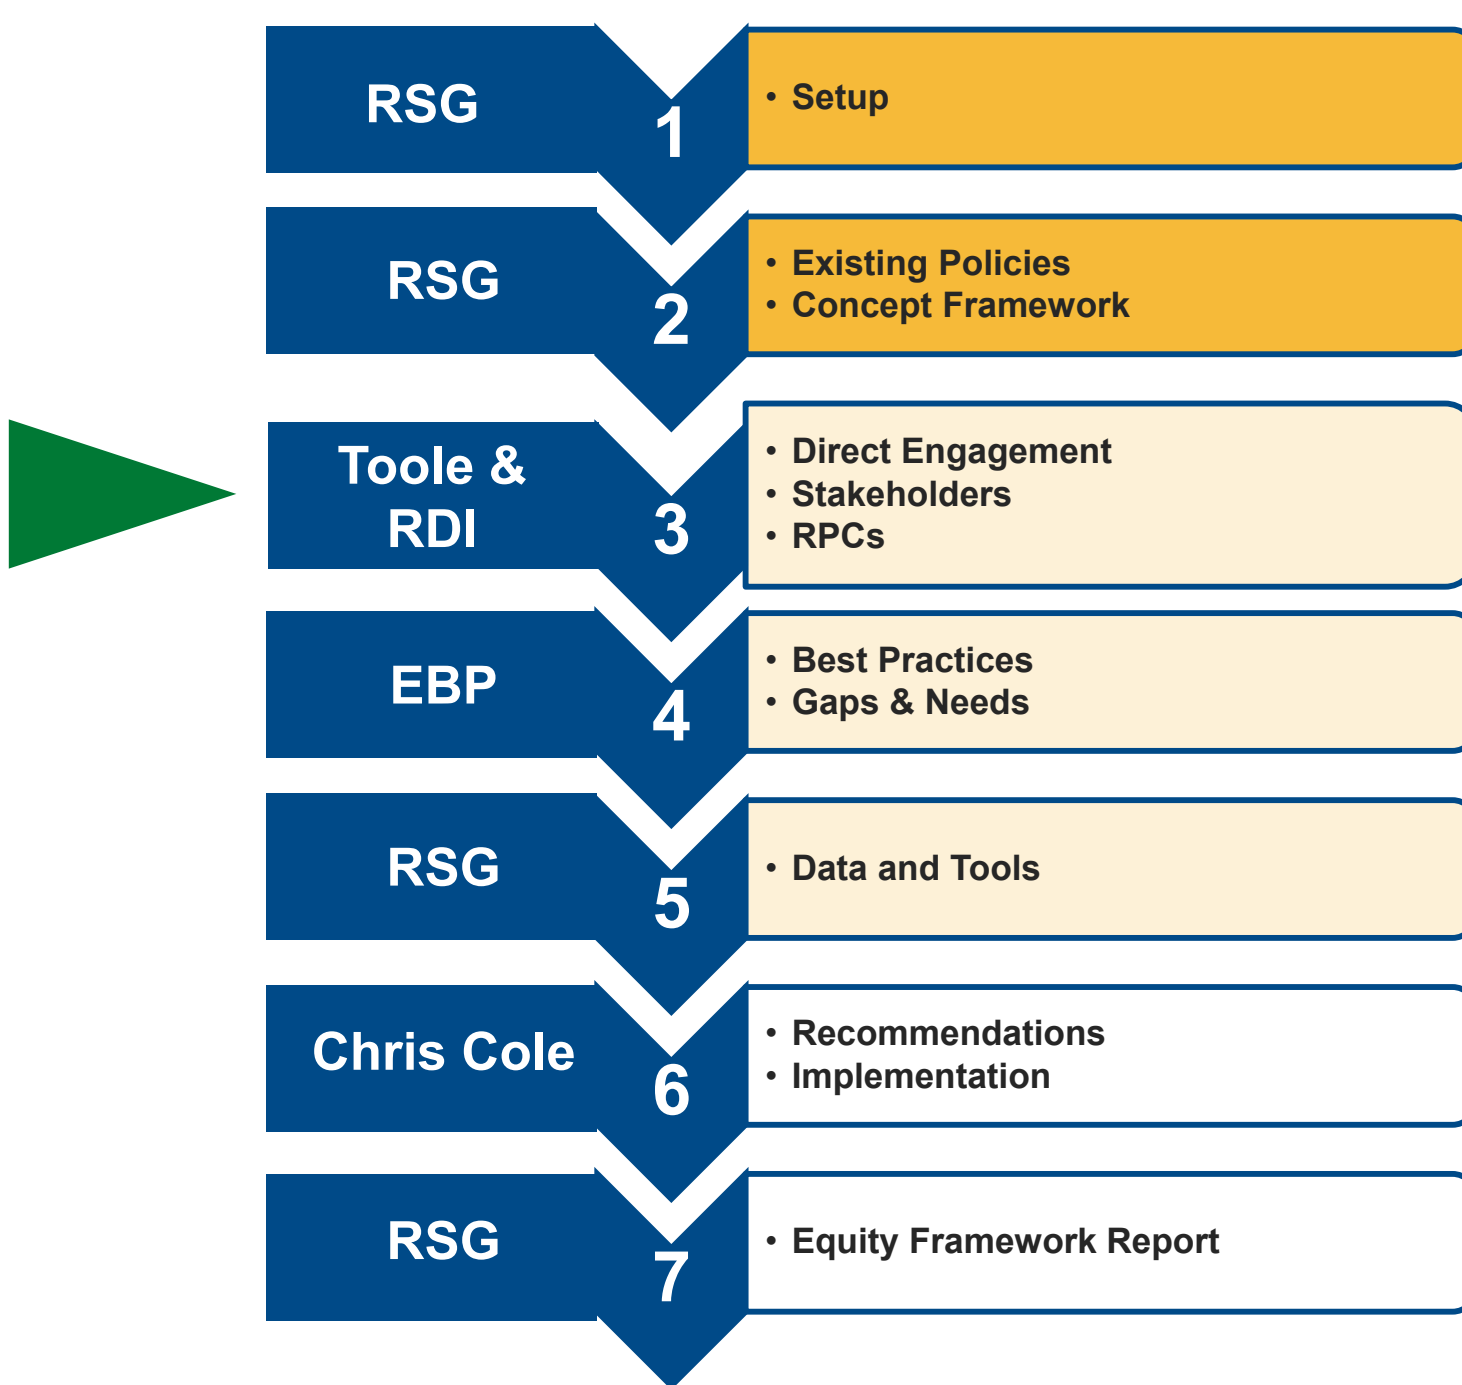 RSG
1
• Setup
RSG
2
• Existing Policies
• Concept Framework
Toole &
RDI
3
• Direct Engagement
• Stakeholders
• RPCs
EBP
4
• Best Practices
• Gaps & Needs
RSG
5
• Data and Tools
Chris Cole
6
• Recommendations
• Implementation
RSG
7
• Equity Framework Report